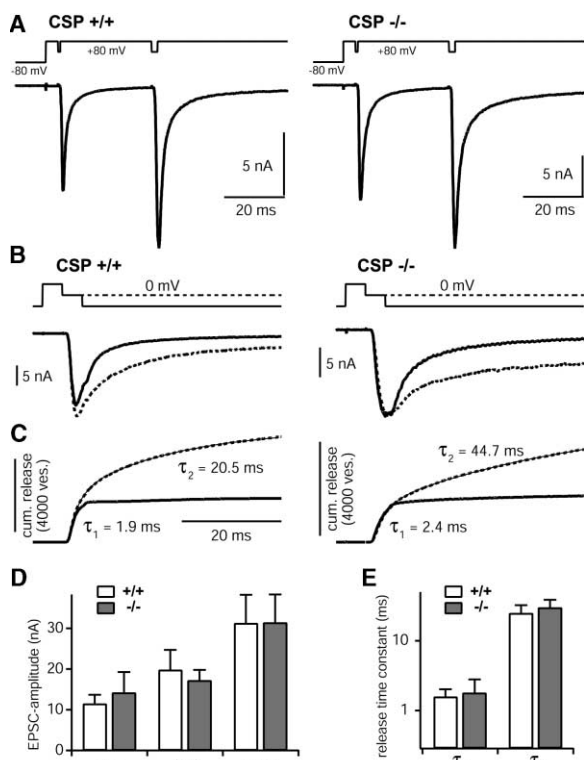 A
CSP +/+
CSP -/-
+80 mV
+80 mV
-80 mV
-80 mV
5 nA
5 nA
20 ms
20 ms
B
CSP +/+
CSP -/-
0 mV
0 mV
5 nA
5 nA
C
cum. release
(4000 ves.)
τ2 = 20.5 ms
τ1 = 1.9 ms
20 ms
cum. release
(4000 ves.)
τ2 = 44.7 ms
τ1 = 2.4 ms
D
+/+
-/-
EPSC-amplitude (nA)
30
20
10
0
E
+/+
-/-
release time constant (ms)
10
1